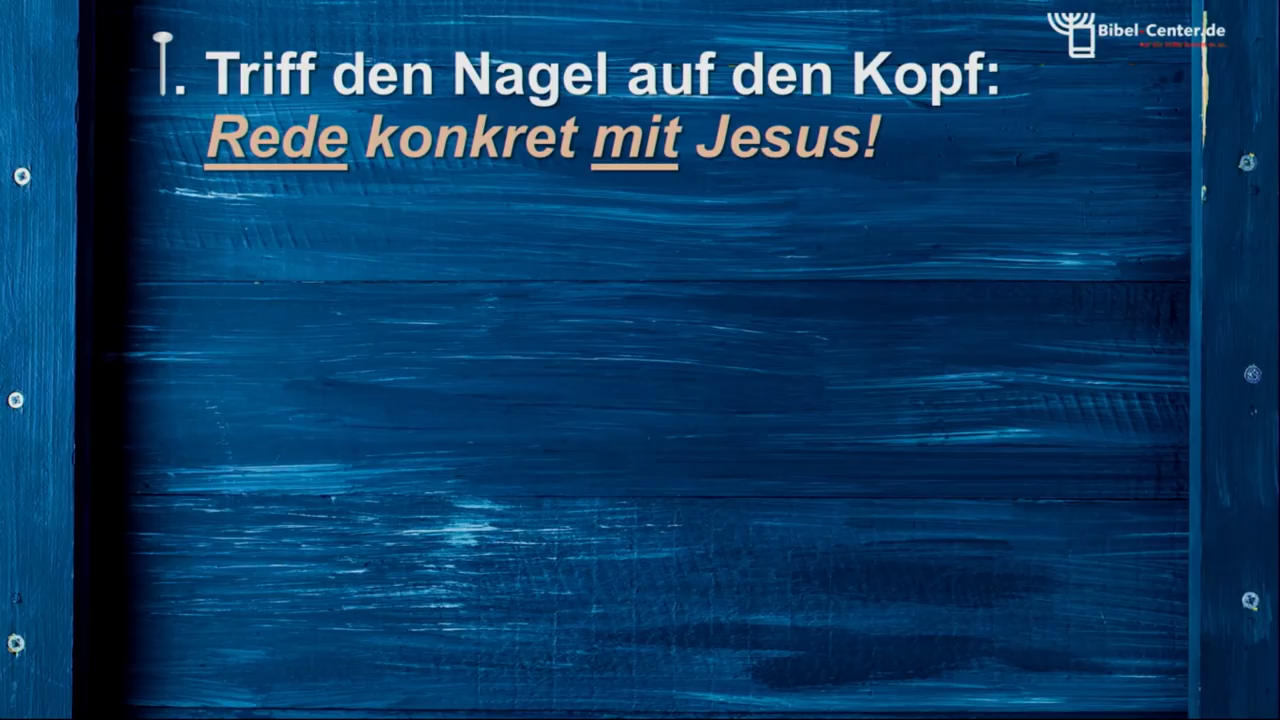 1. Triff den Nagel auf den Kopf:
Rede konkret mit Jesus!
Bibel-Center.de